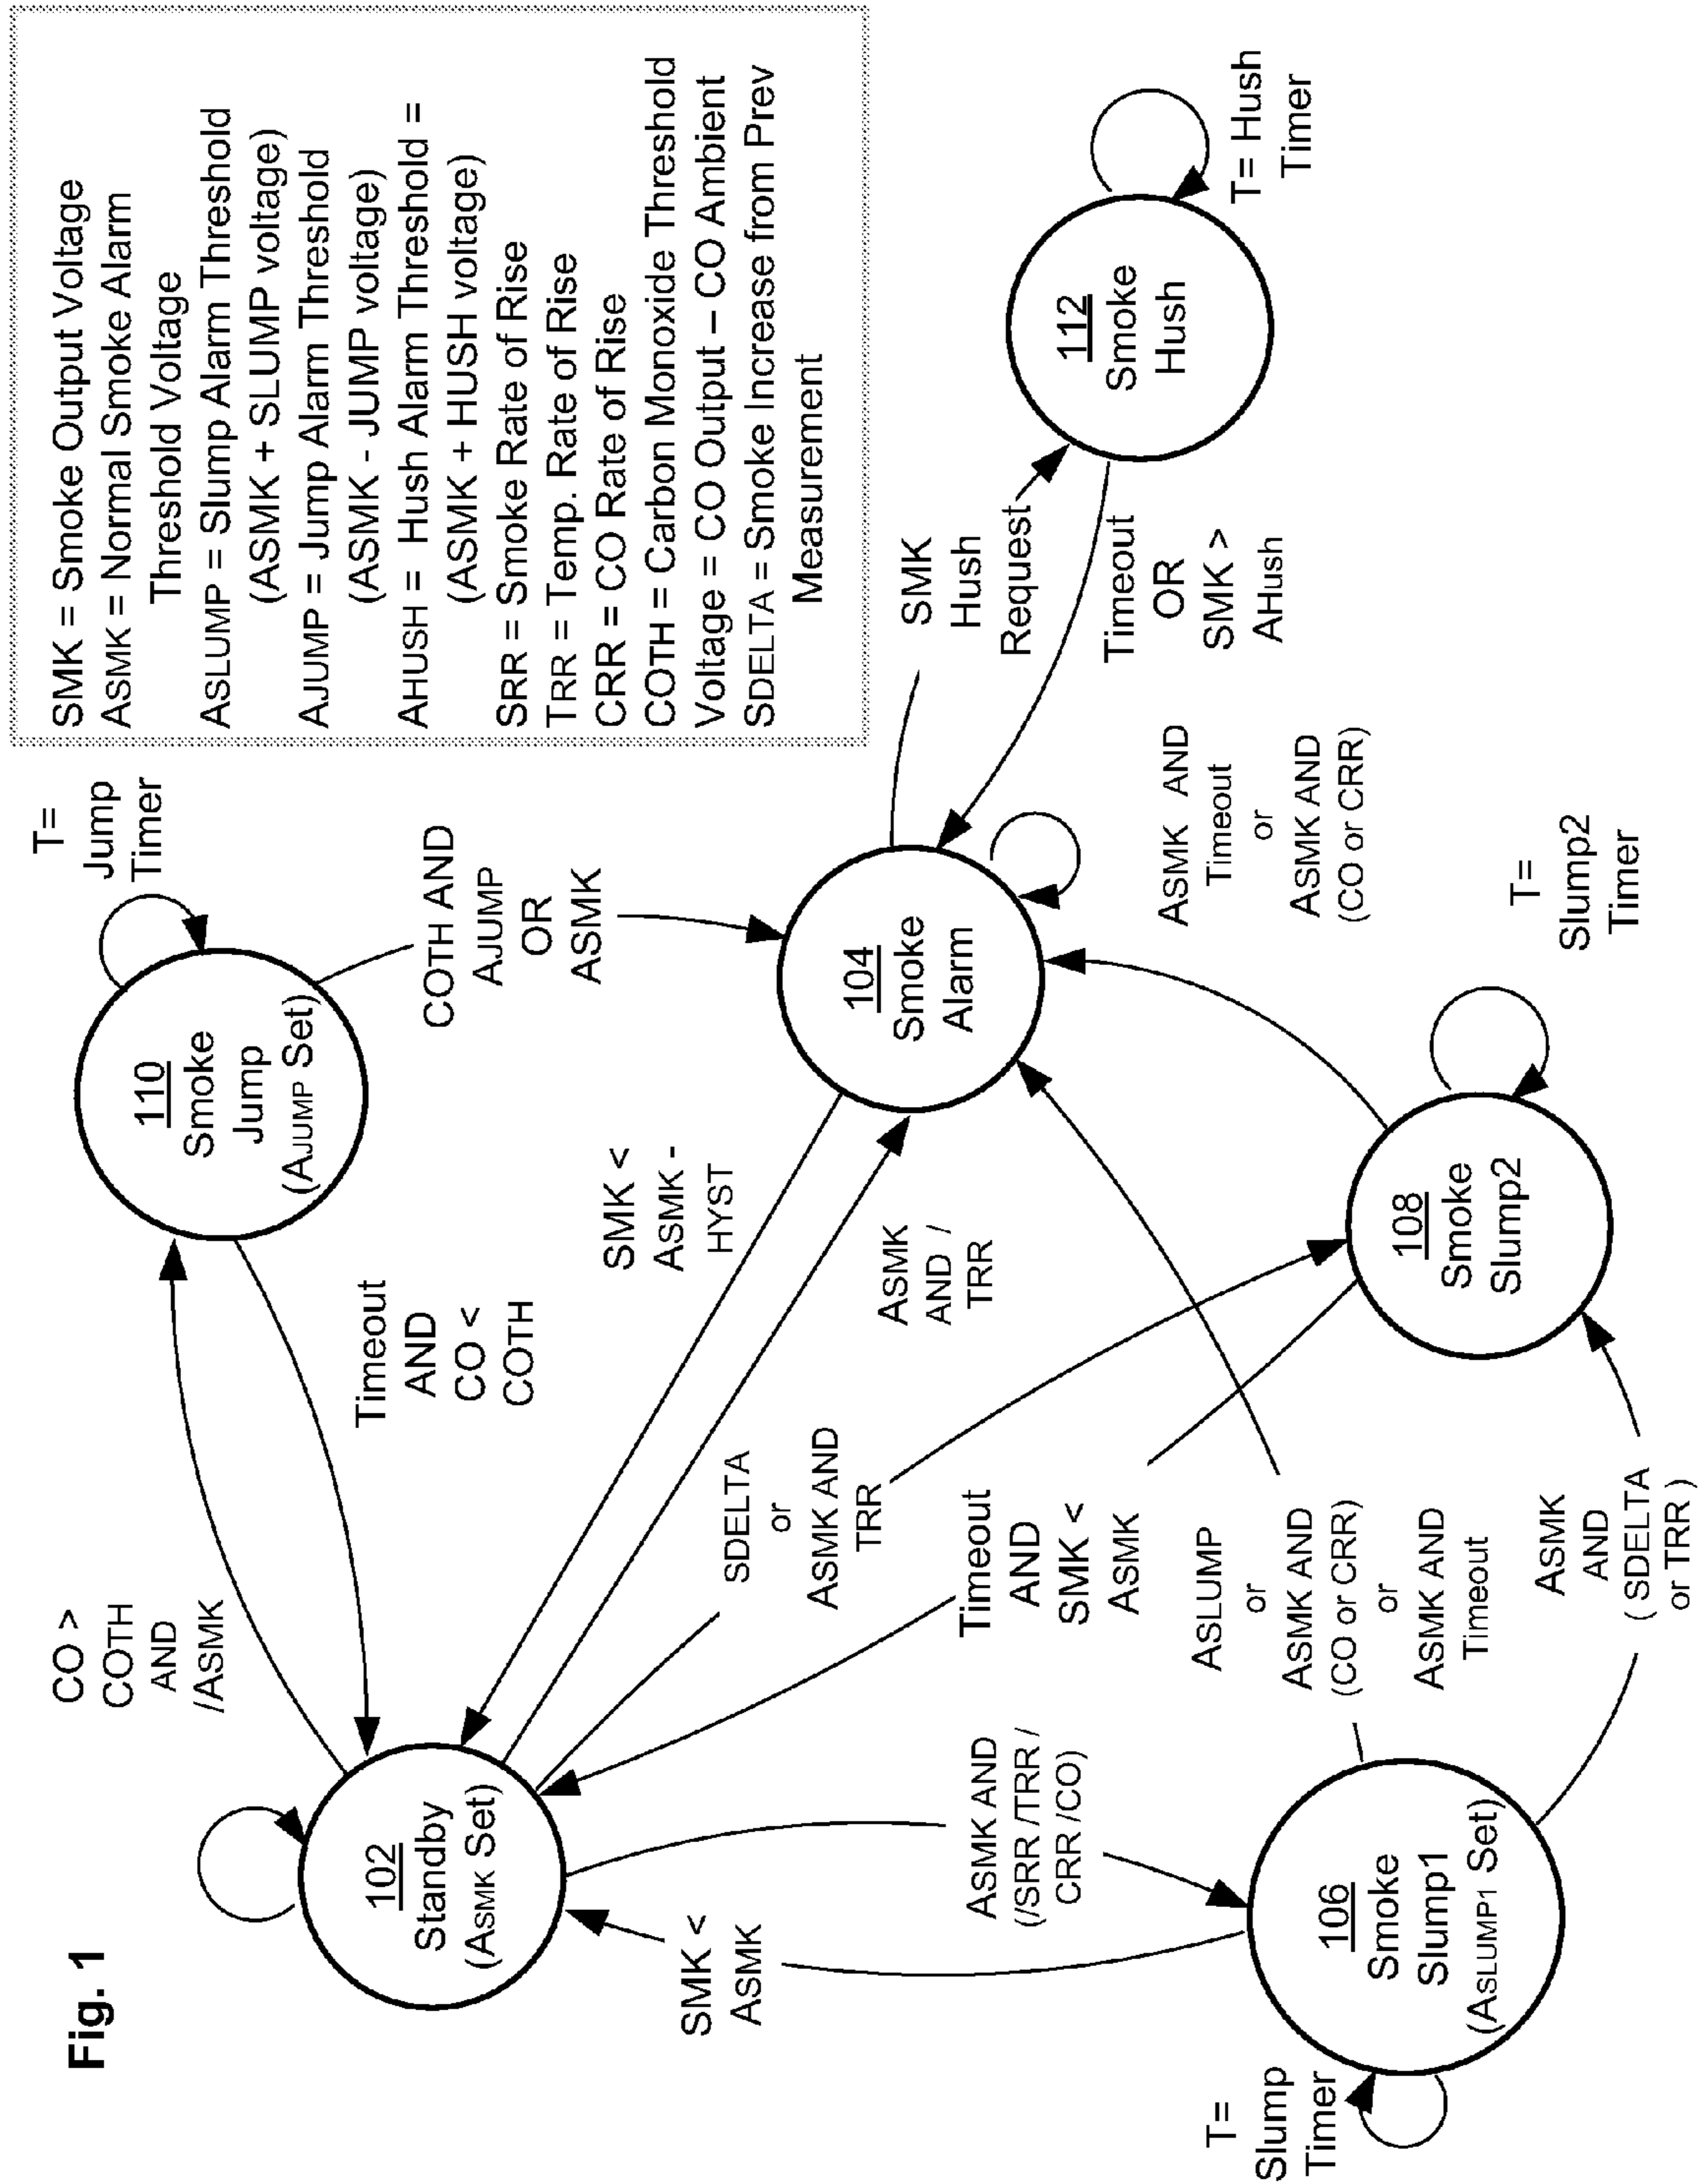 Fig. 1
SMK = Smoke Output Voltage
ASMK = Normal Smoke Alarm
Threshold Voltage
ASLUMP = Slump Alarm Threshold
(ASMK + SLUMP voltage)
AJUMP = Jump Alarm Threshold
(ASMK - JUMP voltage)
AHUSH = Hush Alarm Threshold =
(ASMK + HUSH voltage)
SRR = Smoke Rate of Rise
TRR = Temp. Rate of Rise
CRR = CO Rate of Rise
COTH = Carbon Monoxide Threshold
Voltage = CO Output – CO Ambient
SDELTA = Smoke Increase from Prev
Measurement
T=
Jump
Timer
110
Smoke
Jump
(AJUMP Set)
CO >
COTH
AND
/ASMK
Timeout
AND
CO <
COTH
COTH AND
AJUMP
OR
ASMK
102
Standby
(ASMK Set)
SMK <
ASMK -
HYST
ASMK
AND /
TRR
104
Smoke
Alarm
SMK
Hush
Request
Timeout
OR
SMK >
AHush
112
Smoke
Hush
T= Hush
Timer
ASMK AND
Timeout
or
ASMK AND
(CO or CRR)
SDELTA
or
ASMK AND
TRR
Timeout
AND
SMK <
ASMK
108
Smoke
Slump2
T=
Slump2
Timer
SMK <
ASMK
ASMK AND
(/SRR /TRR /
CRR /CO)
ASLUMP
or
ASMK AND
(CO or CRR)
or
ASMK AND
Timeout
ASMK
AND
( SDELTA
or TRR )
106
Smoke
Slump1
(ASLUMP1 Set)
T=
Slump
Timer